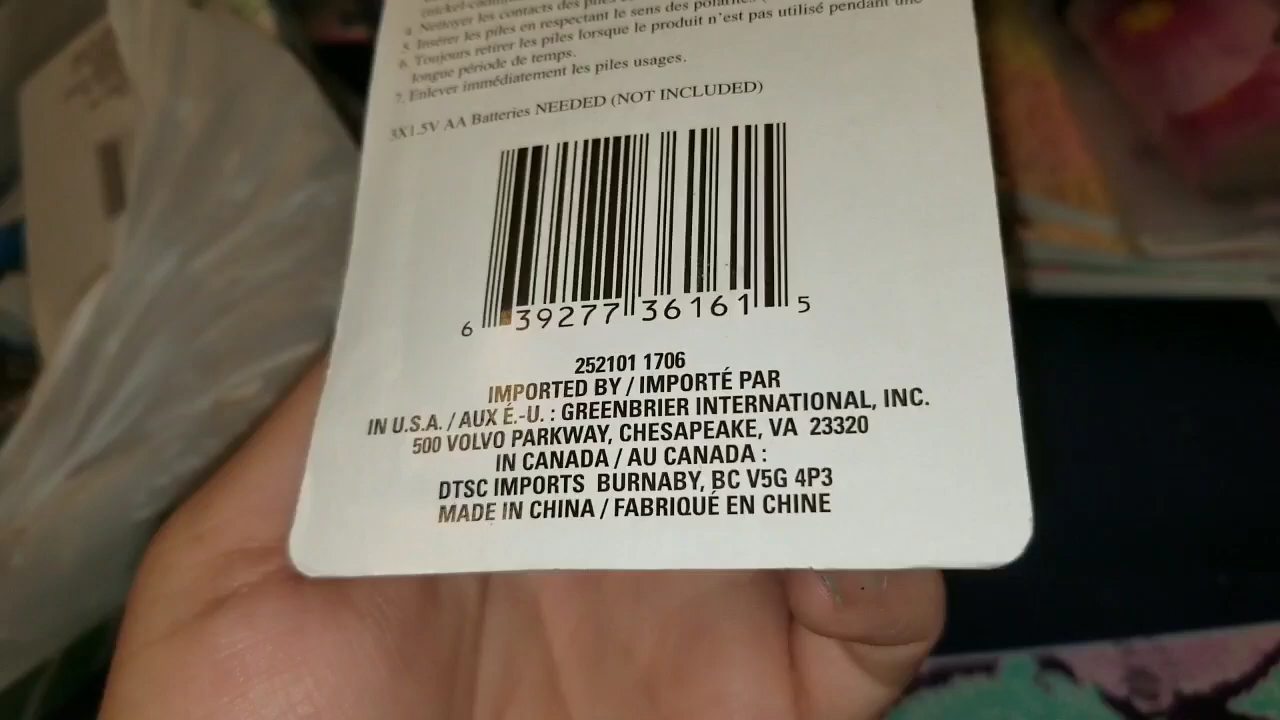 4. Nettoyer les contacts des piles
5. Insérer les piles en respectant le sens des polarités
6. Toujours retirer les piles lorsque le produit n'est pas utilisé pendant une
longue période de temps.
7. Enlever immédiatement les piles usages.
3X1.5V AA Batteries NEEDED (NOT INCLUDED)
6 39277 36161 5
252101 1706
IMPORTED BY / IMPORTÉ PAR
IN U.S.A. / AUX É.-U. : GREENBRIER INTERNATIONAL, INC.
500 VOLVO PARKWAY, CHESAPEAKE, VA 23320
IN CANADA / AU CANADA :
DTSC IMPORTS BURNABY, BC V5G 4P3
MADE IN CHINA / FABRIQUÉ EN CHINE